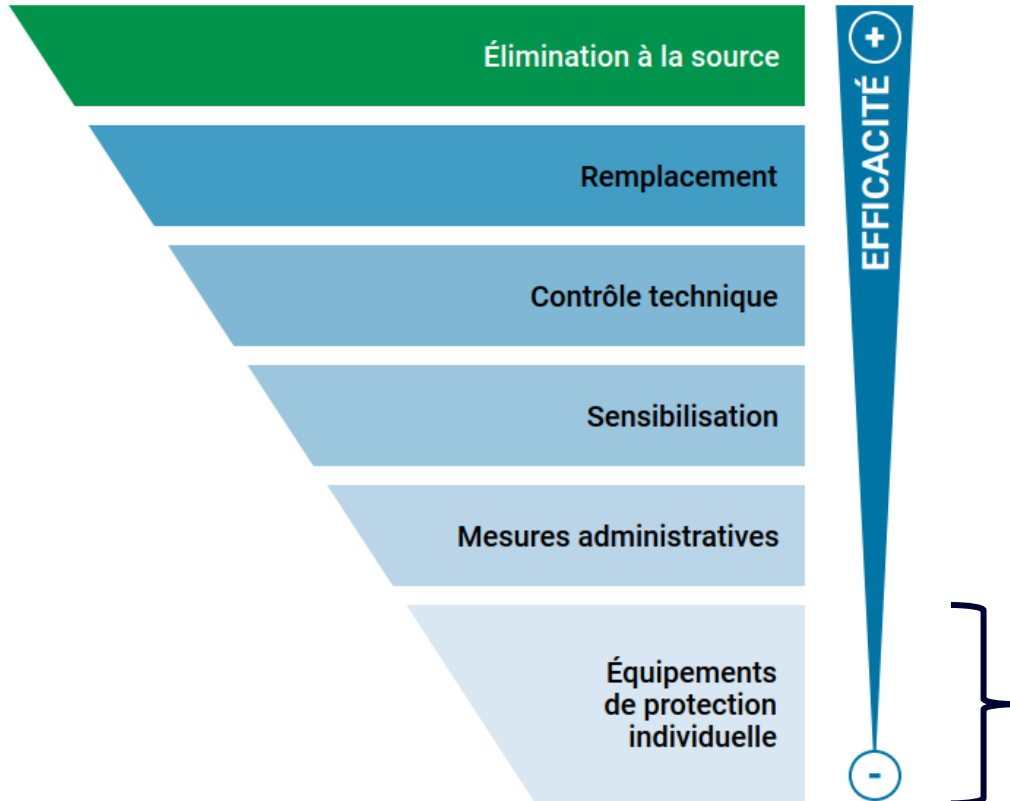 Élimination à la source
+
EFFICACITÉ
Remplacement
Contrôle technique
Sensibilisation
Mesures administratives
Équipements
de protection
individuelle
-